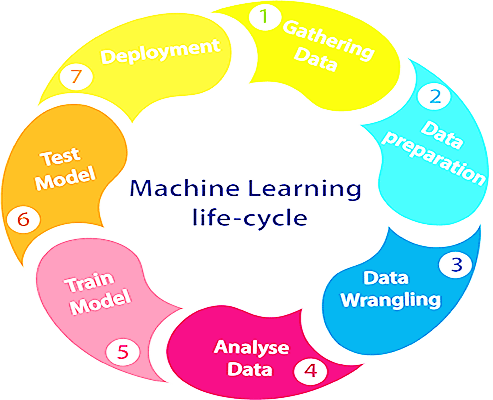 1
Gathering
Data
2
Data
preparation
3
Data
Wrangling
4
Analyse
Data
5
Train
Model
6
Test
Model
7
Deployment
Machine Learning
life-cycle